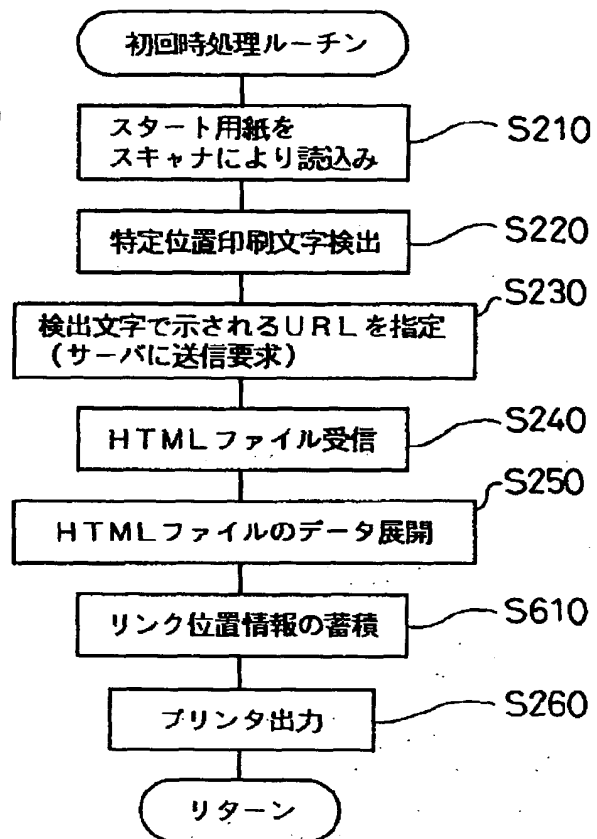 初回時処理ルーチン
スタート用紙を
スキャナにより読込み
S210
特定位置印刷文字検出
S220
S230
検出文字で示されるURLを指定
(サーバに送信要求)
HTMLファイル受信
S240
S250
HTMLファイルのデータ展開
リンク位置情報の蓄積
S610
プリンタ出力
S260
リターン